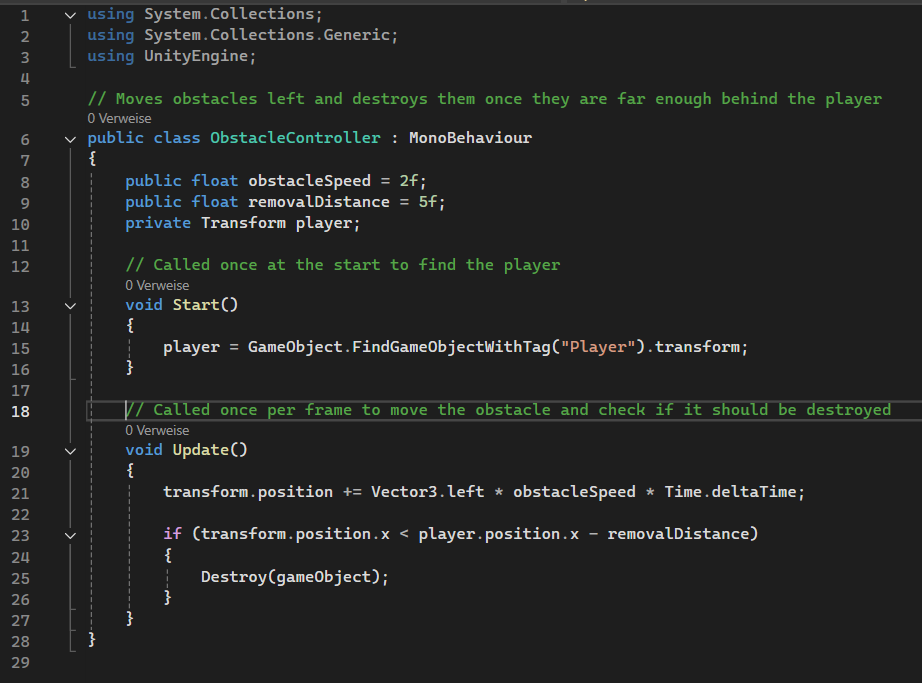 1 using System.Collections;
2 using System.Collections.Generic;
3 using UnityEngine;
4
5 // Moves obstacles left and destroys them once they are far enough behind the player
0 Verweise
6 public class ObstacleController : MonoBehaviour
7 {
8 public float obstacleSpeed = 2f;
9 public float removalDistance = 5f;
10 private Transform player;
11
12 // Called once at the start to find the player
0 Verweise
13 void Start()
14 {
15 player = GameObject.FindGameObjectWithTag("Player").transform;
16 }
17
18 // Called once per frame to move the obstacle and check if it should be destroyed
0 Verweise
19 void Update()
20 {
21 transform.position += Vector3.left * obstacleSpeed * Time.deltaTime;
22
23 if (transform.position.x < player.position.x - removalDistance)
24 {
25 Destroy(gameObject);
26 }
27 }
28 }
29